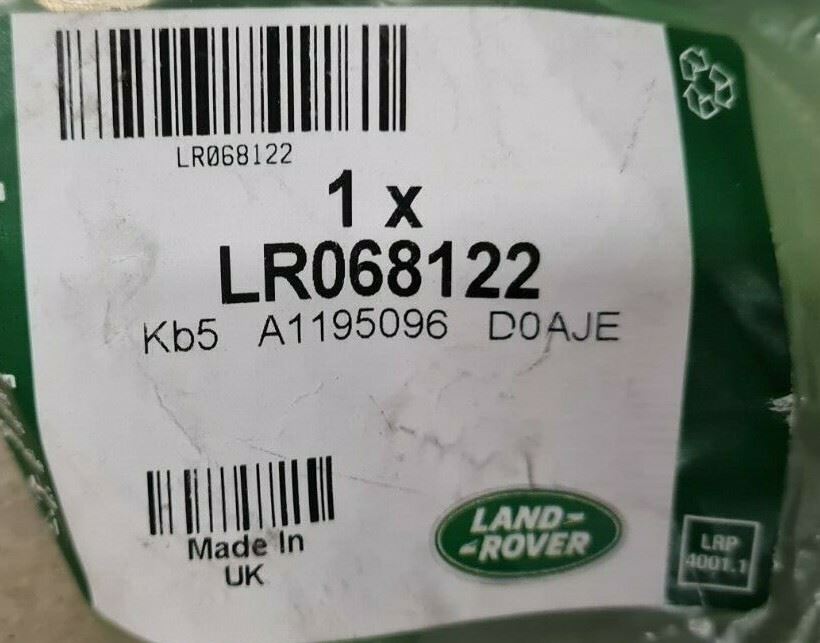 LR068122
1 x
LR068122
Kb5 A1195096 D0AJE
Made In
UK
LAND-
-ROVER
LRP
4001.1